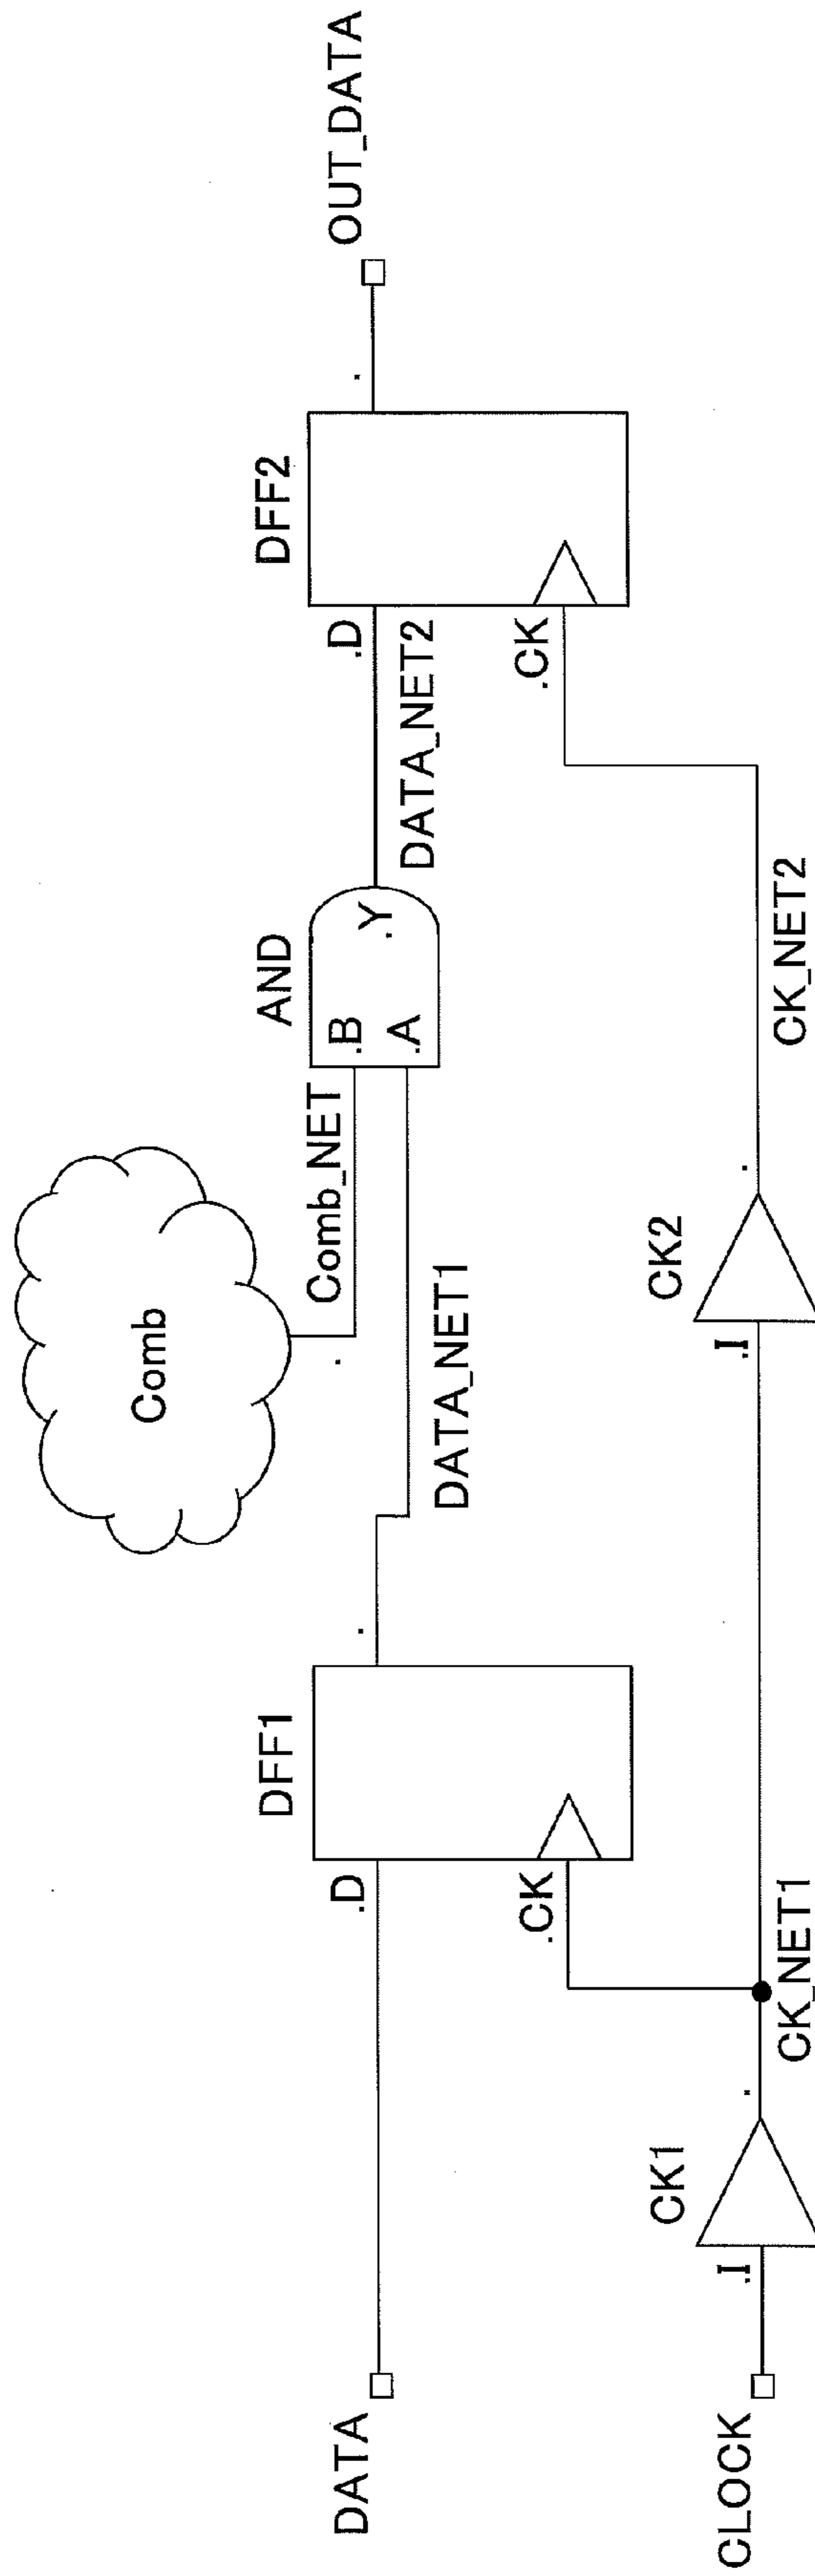 Comb
DFF1
AND
DFF2
OUT_DATA
DATA
.D
.
Comb_NET
.
.B
.A
.Y
.D
.
DATA_NET1
DATA_NET2
.CK
.CK
CK1
CK2
CLOCK
.I
.
.I
.
CK_NET1
CK_NET2